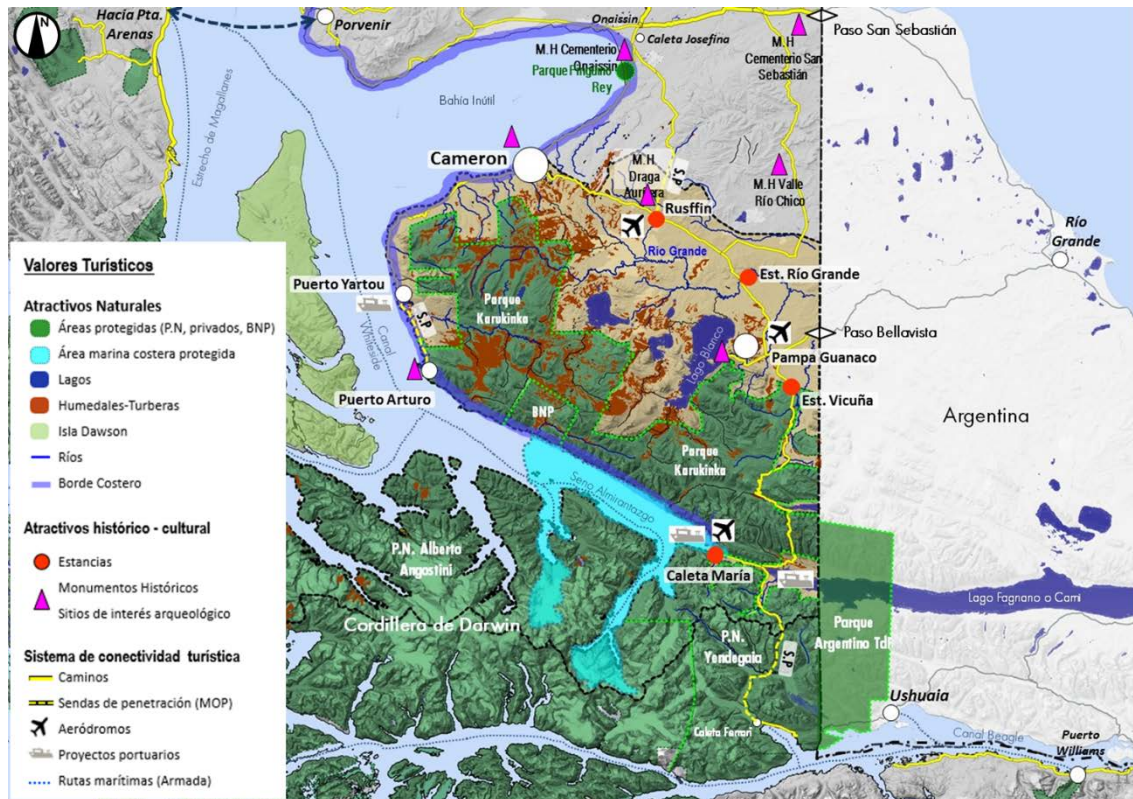 Hacía Pta.
Arenas
Porvenir
Onaissin
Caleta Josefina
M.H Cementerio
Onaissin
Parque Pingüino
Rey
M.H
Cementerio San
Sebastián
Paso San Sebastián
Estrecho de Magallanes
Bahía Inútil
Cameron
M.H
Draga
Aurífera
S.P
Rusffin
M.H Valle
Río Chico
Río
Grande
Rio Grande
Est. Río Grande
Puerto Yartou
S.P
Canal
Whiteside
Parque
Karukinka
Lago Blanco
Paso Bellavista
Pampa Guanaco
Puerto Arturo
Est. Vicuña
BNP
Argentina
Parque
Karukinka
Seno Almirantazgo
P.N. Alberto
Angostini
Caleta María
Lago Fagnano o Cami
Cordillera de Darwin
P.N.
Yendegaia
S.P
Parque
Argentino TdF
Ushuaia
Caleta Ferrari
Canal Beagle
Puerto
Williams
Valores Turísticos
Atractivos Naturales
Áreas protegidas (P.N, privados, BNP)
Área marina costera protegida
Lagos
Humedales-Turberas
Isla Dawson
Ríos
Borde Costero
Atractivos histórico - cultural
Estancias
Monumentos Históricos
Sitios de interés arqueológico
Sistema de conectividad turística
Caminos
Sendas de penetración (MOP)
Aeródromos
Proyectos portuarios
Rutas marítimas (Armada)